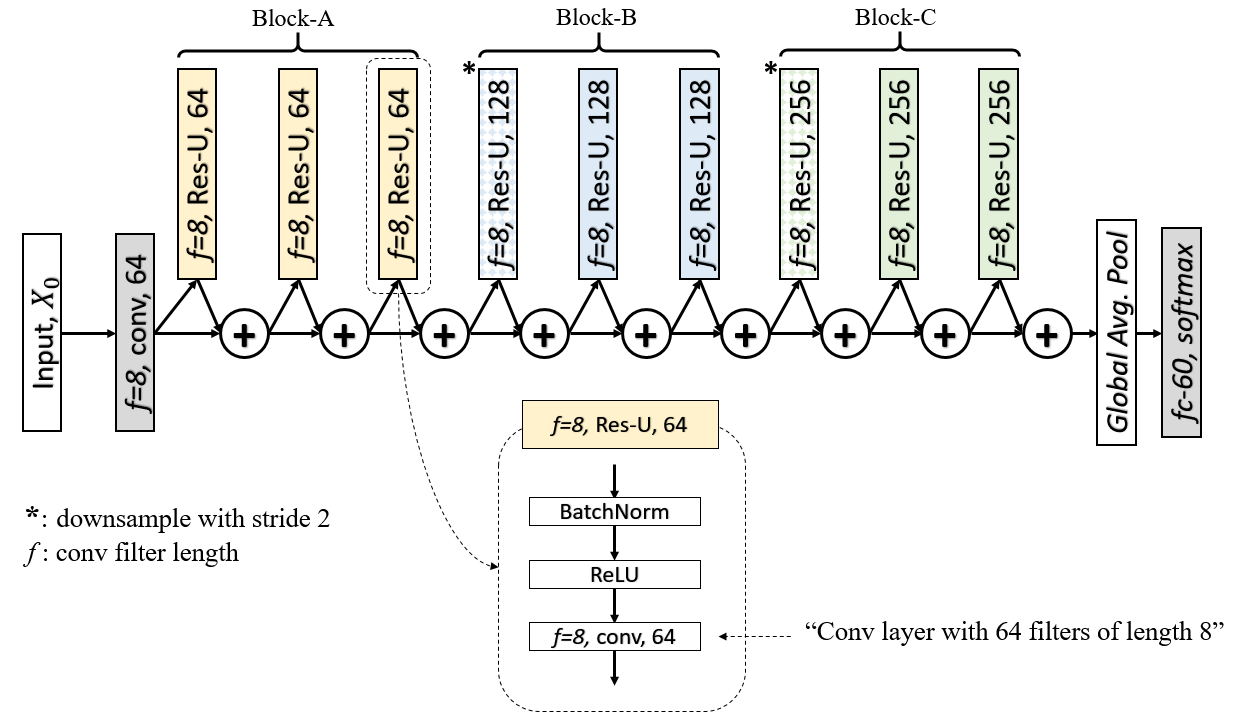 Block-A
Block-B
Block-C
*
*
f=8, Res-U, 64
f=8, Res-U, 64
f=8, Res-U, 64
f=8, Res-U, 128
f=8, Res-U, 128
f=8, Res-U, 128
f=8, Res-U, 256
f=8, Res-U, 256
f=8, Res-U, 256
Input, X₀
f=8, conv, 64
+
+
+
+
+
+
+
+
+
Global Avg. Pool
fc-60, softmax
f=8, Res-U, 64
BatchNorm
ReLU
f=8, conv, 64
“Conv layer with 64 filters of length 8”
*: downsample with stride 2
f: conv filter length